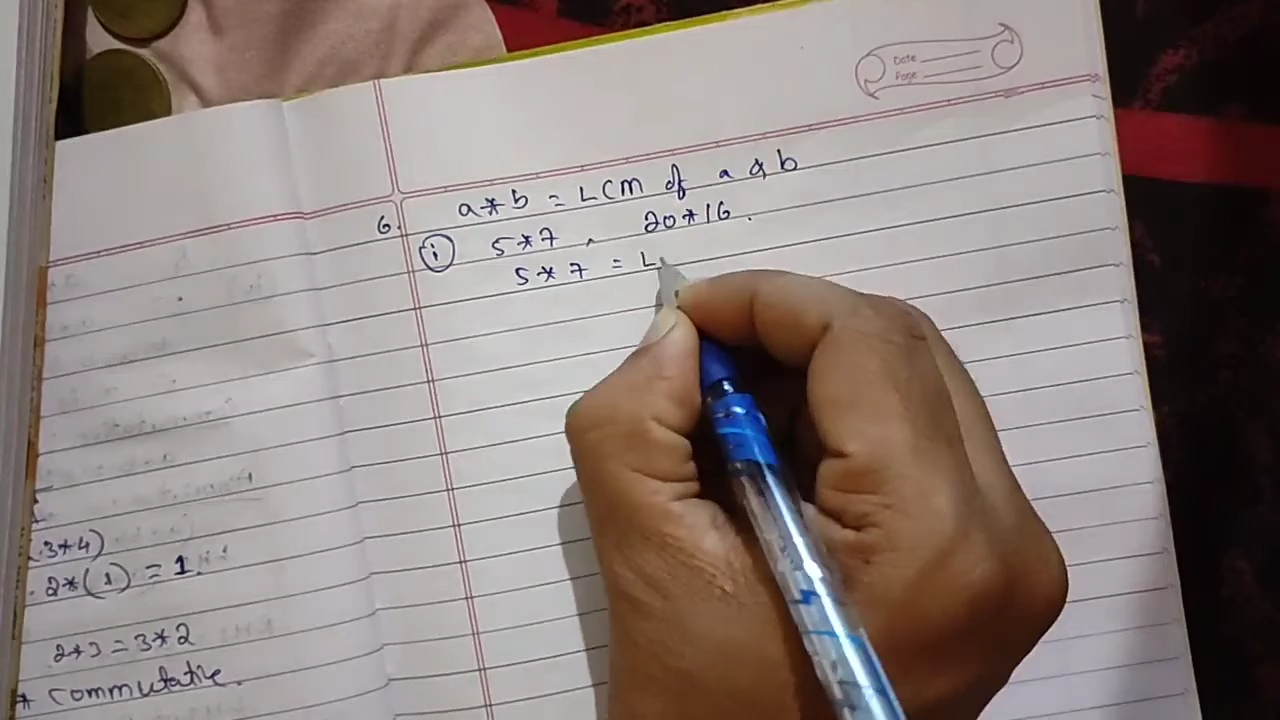 Date
Page
6. a*b = LCM of a & b
(i) 5*7, 20*16.
5*7 = L
(3*4)
2*(1) = 1.
2*3 = 3*2
* commutative.